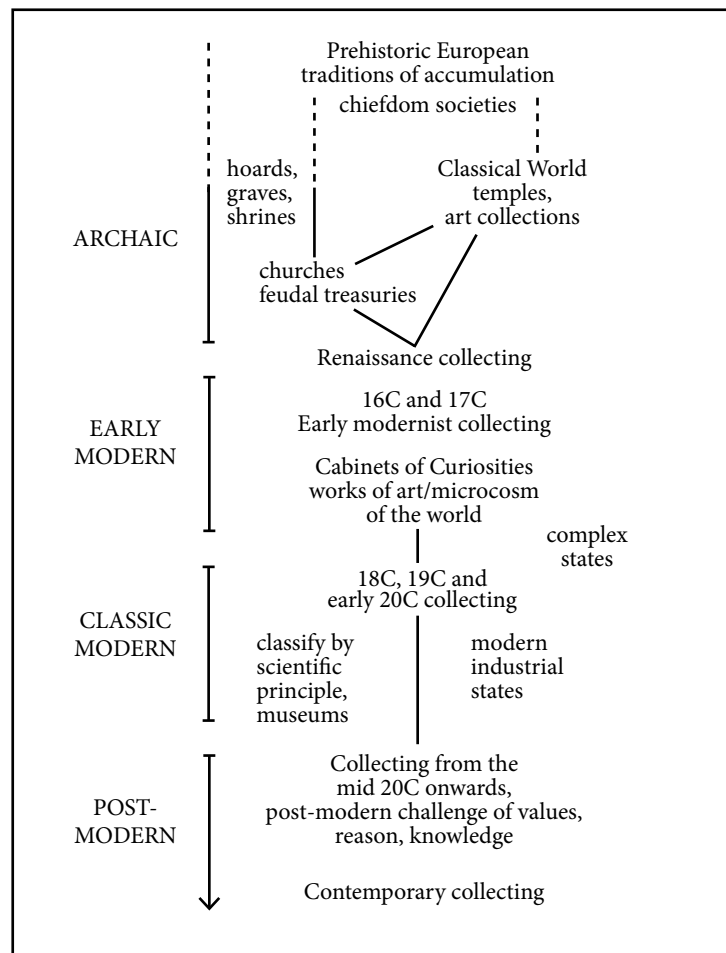 Prehistoric European
traditions of accumulation
chiefdom societies
hoards,
graves,
shrines
Classical World
temples,
art collections
ARCHAIC
churches
feudal treasuries
Renaissance collecting
16C and 17C
Early modernist collecting
EARLY
MODERN
Cabinets of Curiosities
works of art/microcosm
of the world
complex
states
18C, 19C and
early 20C collecting
CLASSIC
MODERN
classify by
scientific
principle,
museums
modern
industrial
states
Collecting from the
mid 20C onwards,
post-modern challenge of values,
reason, knowledge
POST-
MODERN
Contemporary collecting